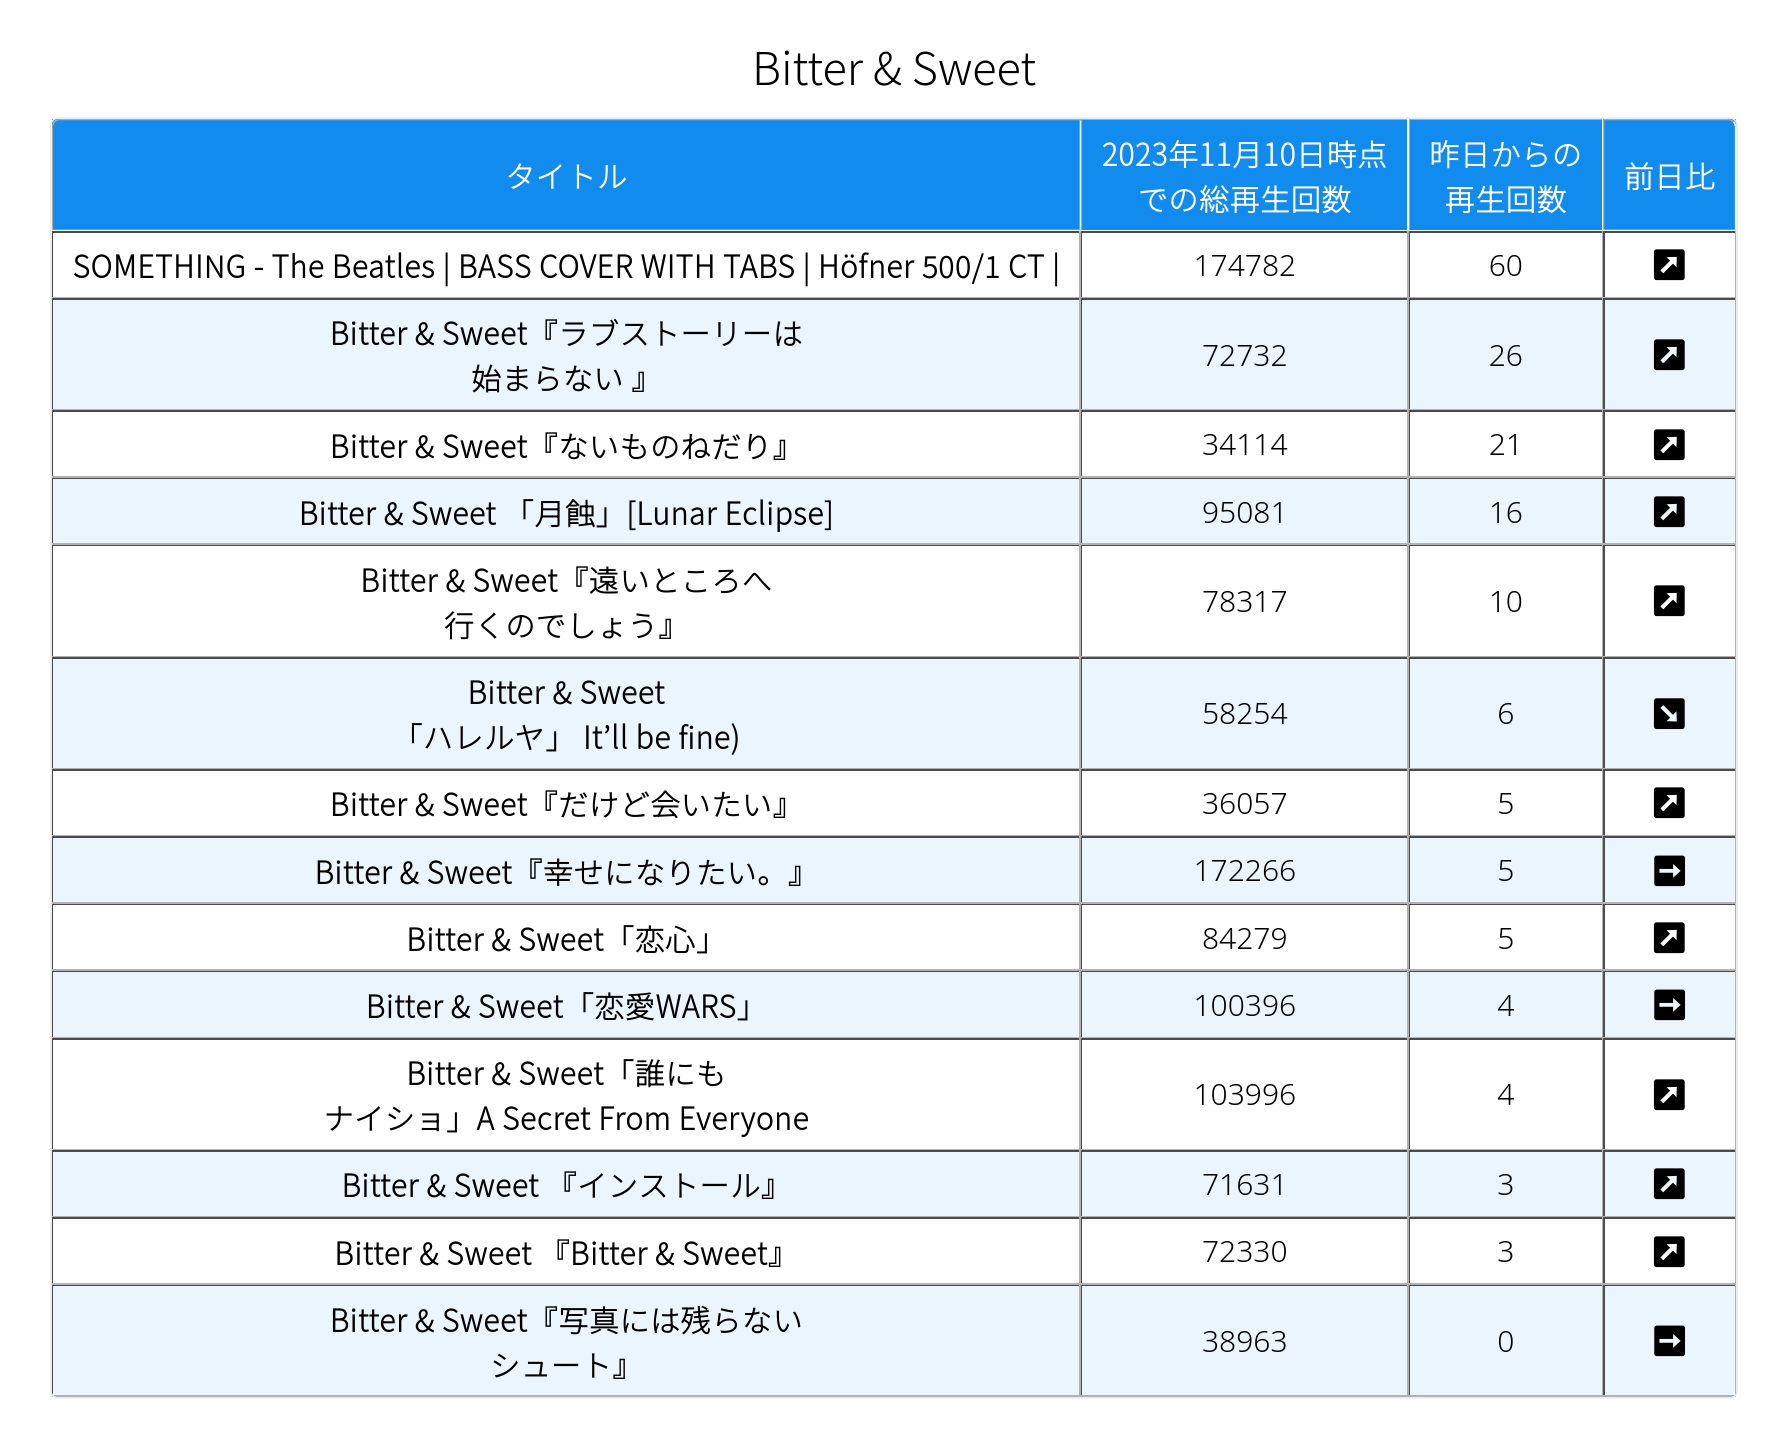 Bitter & Sweet
タイトル
2023年11月10日時点
での総再生回数
昨日からの
再生回数
前日比
SOMETHING - The Beatles | BASS COVER WITH TABS | Höfner 500/1 CT |
174782
60
↗
Bitter & Sweet『ラブストーリーは
始まらない 』
72732
26
↗
Bitter & Sweet『ないものねだり』
34114
21
↗
Bitter & Sweet 「月蝕」[Lunar Eclipse]
95081
16
↗
Bitter & Sweet『遠いところへ
行くのでしょう』
78317
10
↗
Bitter & Sweet
「ハレルヤ」 It’ll be fine)
58254
6
↘
Bitter & Sweet『だけど会いたい』
36057
5
↗
Bitter & Sweet『幸せになりたい。』
172266
5
→
Bitter & Sweet「恋心」
84279
5
↗
Bitter & Sweet「恋愛WARS」
100396
4
→
Bitter & Sweet「誰にも
ナイショ」A Secret From Everyone
103996
4
↗
Bitter & Sweet 『インストール』
71631
3
↗
Bitter & Sweet 『Bitter & Sweet』
72330
3
↗
Bitter & Sweet『写真には残らない
シュート』
38963
0
→